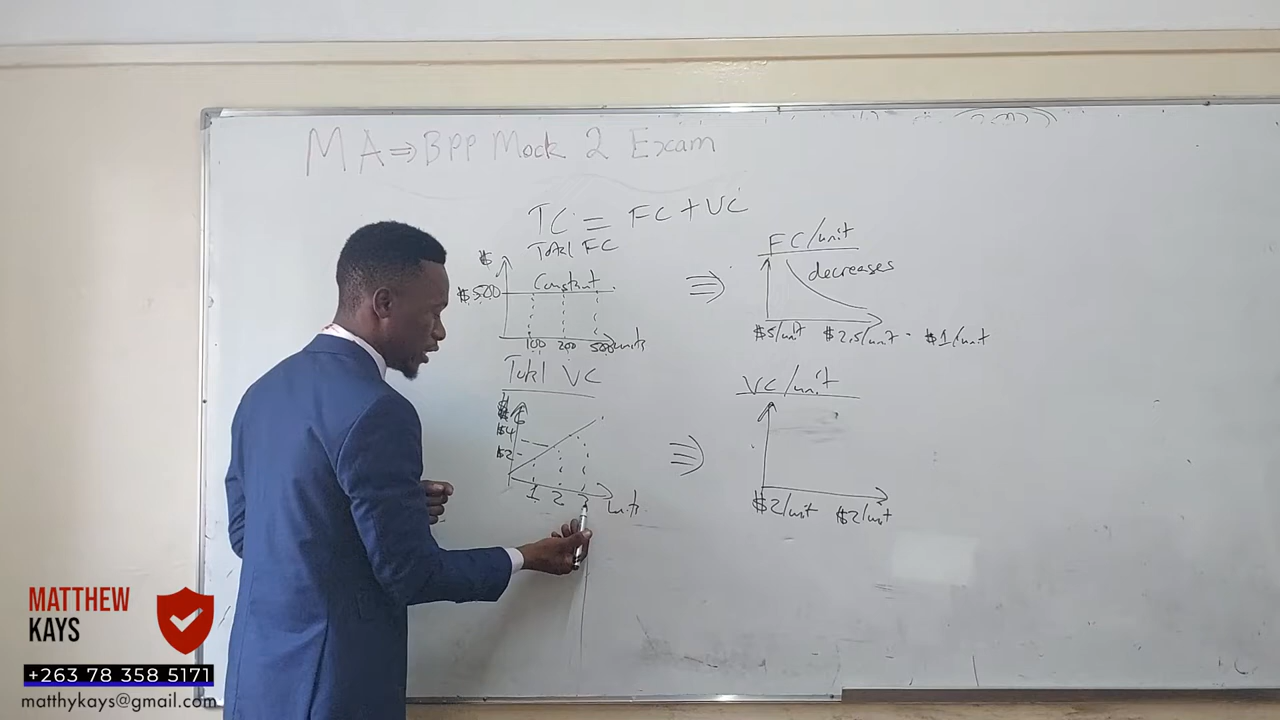 MA ⇒ BPP Mock 2 Exam
TC = FC + VC
Total FC
$
Constant
$500
100 200 500 units
FC/unit
decreases
$5/unit $2,5/unit - $1/unit
Total VC
$4
$2
1 2 3 units
VC/unit
$2/unit $2/unit
MATTHEW
KAYS
+263 78 358 5171
matthykays@gmail.com